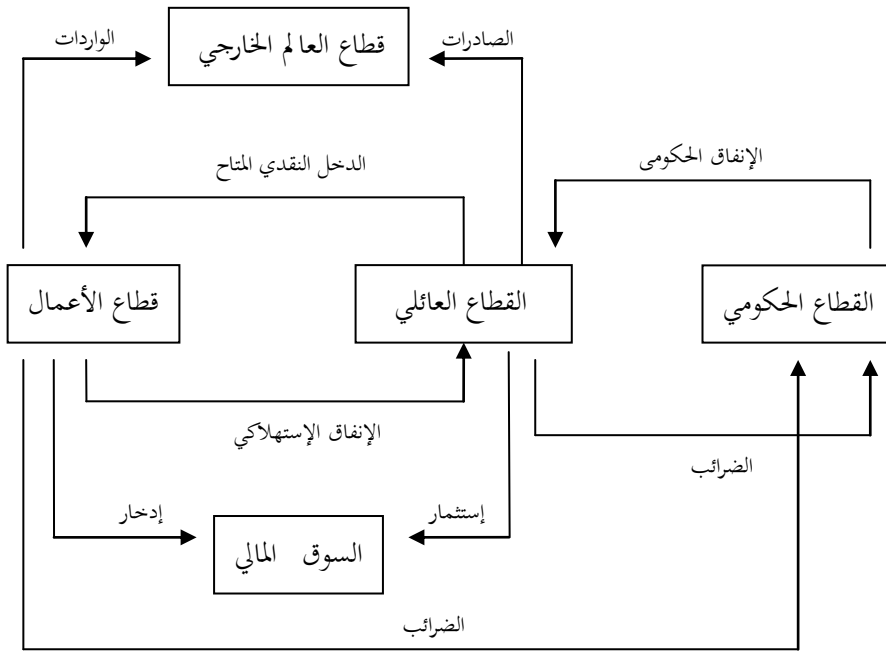 الصادرات
قطاع العالم الخارجي
الواردات
الإنفاق الحكومى
الدخل النقدي المتاح
القطاع الحكومي
القطاع العائلي
قطاع الأعمال
الإنفاق الإستهلاكي
الضرائب
إستثمار
إدخار
السوق المالي
الضرائب